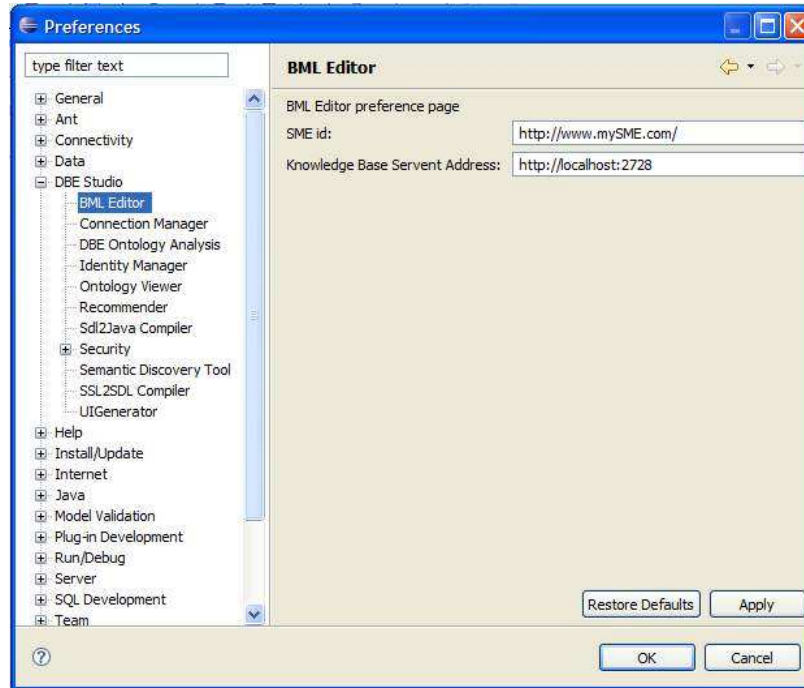 Preferences
type filter text
BML Editor
General
Ant
Connectivity
Data
DBE Studio
BML Editor
Connection Manager
DBE Ontology Analysis
Identity Manager
Ontology Viewer
Recommender
Sdl2Java Compiler
Security
Semantic Discovery Tool
SSL2SDL Compiler
UIGenerator
Help
Install/Update
Internet
Java
Model Validation
Plug-in Development
Run/Debug
Server
SQL Development
Team
BML Editor preference page
SME id: http://www.mySME.com/
Knowledge Base Servent Address: http://localhost:2728
Restore Defaults Apply
OK Cancel